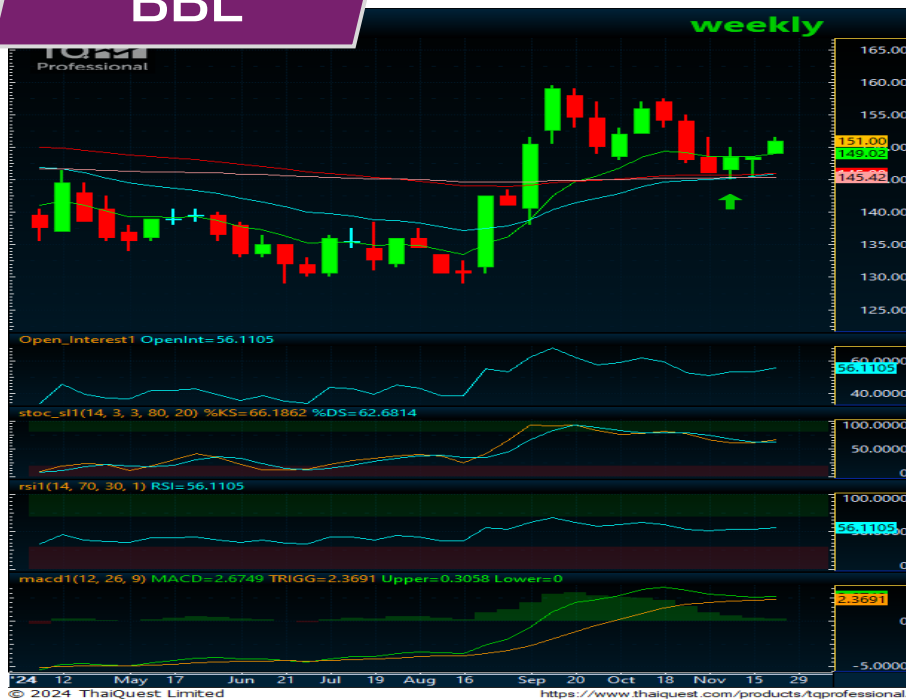 BBL
weekly
Professional
165.00
160.00
155.00
151.00
149.02
145.42
140.00
135.00
130.00
125.00
Open_Interest1 OpenInt=56.1105
56.1105
40.0000
stoc_sl1(14, 3, 3, 80, 20) %KS=66.1862 %DS=62.6814
100.0000
50.0000
0
rsi1(14, 70, 30, 1) RSI=56.1105
100.0000
56.1105
0
macd1(12, 26, 9) MACD=2.6749 TRIGG=2.3691 Upper=0.3058 Lower=0
2.3691
0
-5.0000
'24 12 May 17 Jun 21 Jul 19 Aug 16 Sep 20 Oct 18 Nov 15 29
© 2024 ThaiQuest Limited https://www.thaiquest.com/products/tqprofessional